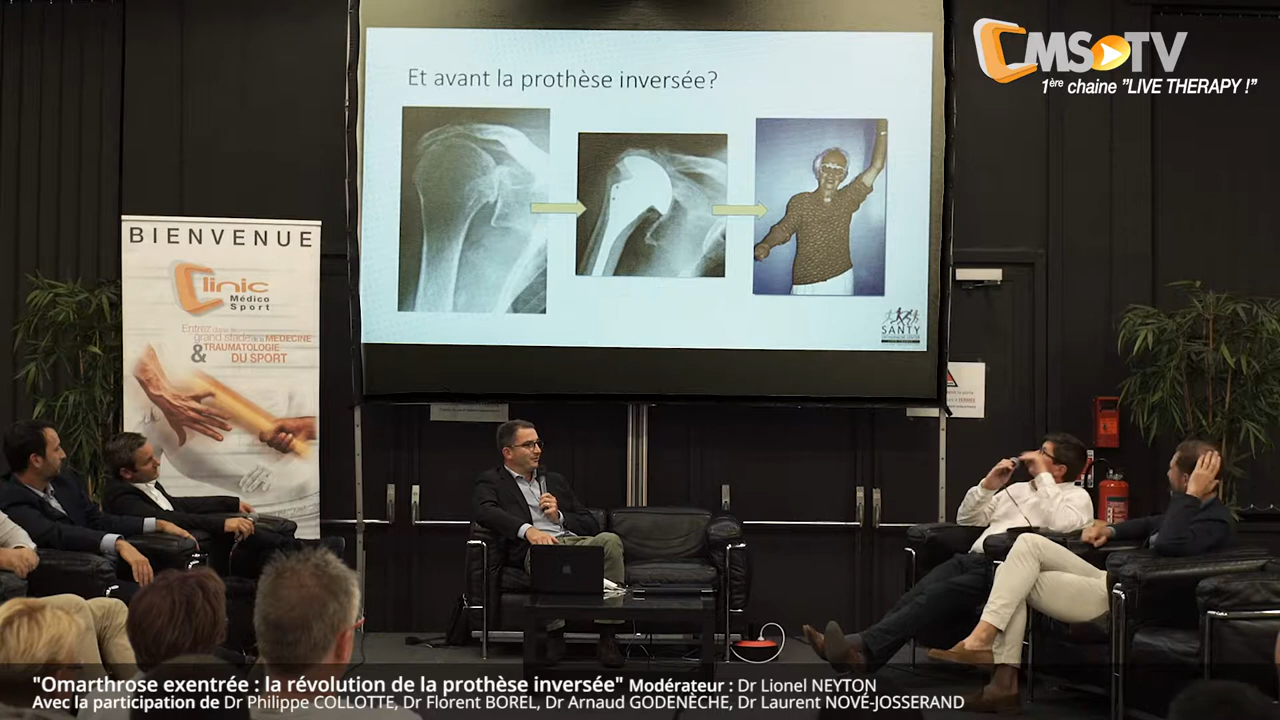 CMS TV
1ère chaine "LIVE THERAPY !"
Et avant la prothèse inversée?
SANTY
BIENVENUE
Clinic
Médico
Sport
Entrez dans le
grand stade de la MÉDECINE
& TRAUMATOLOGIE
DU SPORT
"Omarthrose exentrée : la révolution de la prothèse inversée" Modérateur : Dr Lionel NEYTON
Avec la participation de Dr Philippe COLLOTTE, Dr Florent BOREL, Dr Arnaud GODENÈCHE, Dr Laurent NOVÉ-JOSSERAND